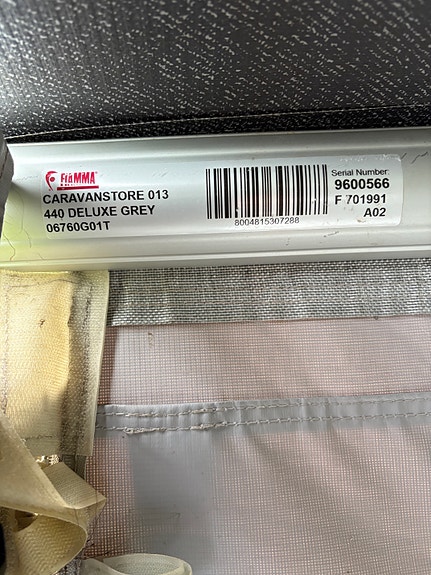 FIAMMA
CARAVANSTORE 013
440 DELUXE GREY
06760G01T
8004815307288
Serial Number:
9600566
F 701991
A02